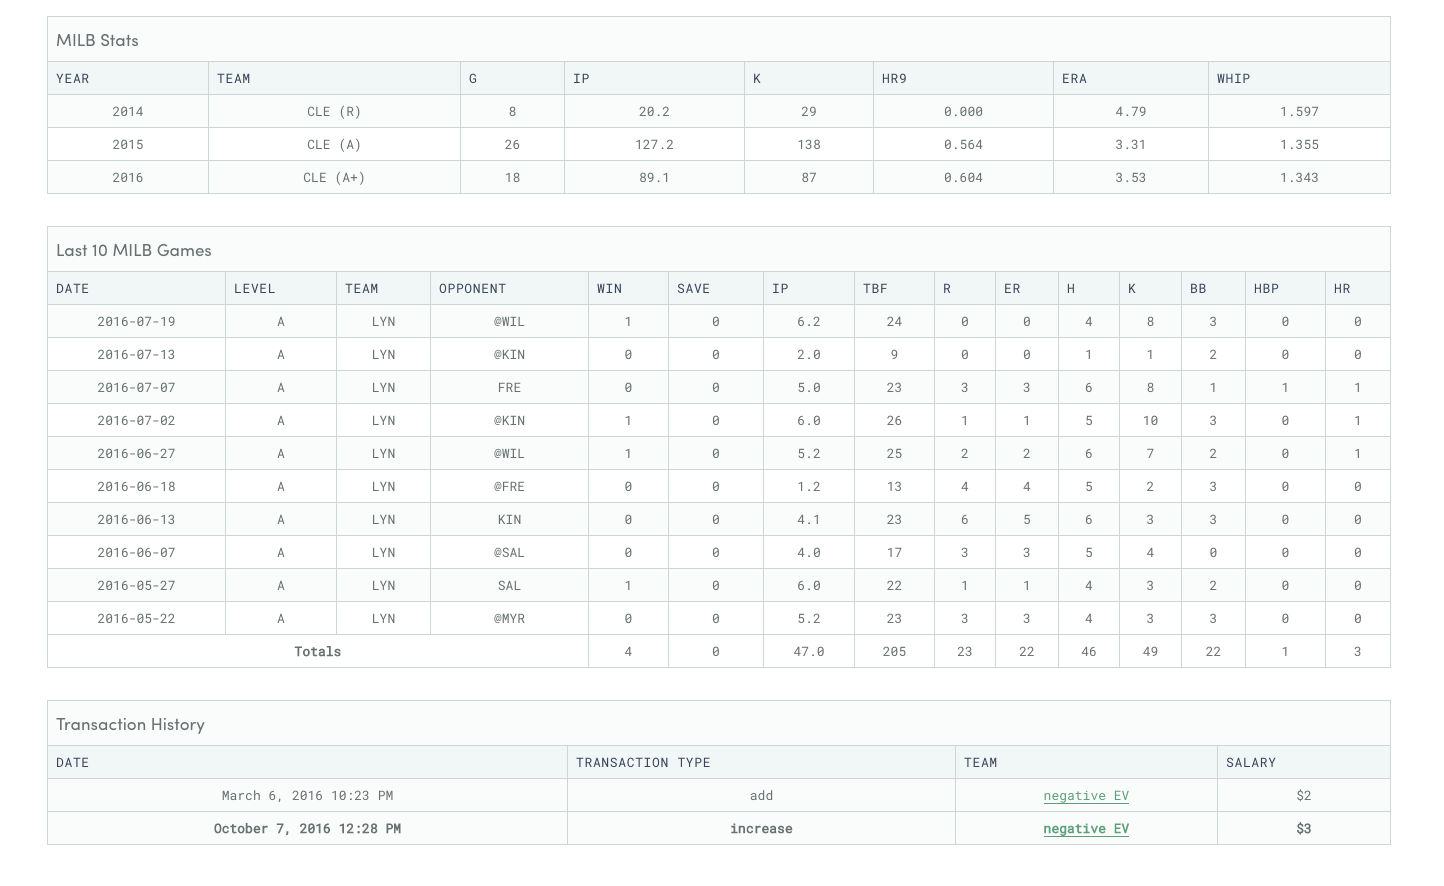 MILB Stats
YEAR TEAM G IP K HR9 ERA WHIP
2014 CLE (R) 8 20.2 29 0.000 4.79 1.597
2015 CLE (A) 26 127.2 138 0.564 3.31 1.355
2016 CLE (A+) 18 89.1 87 0.604 3.53 1.343
Last 10 MILB Games
DATE LEVEL TEAM OPPONENT WIN SAVE IP TBF R ER H K BB HBP HR
2016-07-19 A LYN @WIL 1 0 6.2 24 0 0 4 8 3 0 0
2016-07-13 A LYN @KIN 0 0 2.0 9 0 0 1 1 2 0 0
2016-07-07 A LYN FRE 0 0 5.0 23 3 3 6 8 1 1 1
2016-07-02 A LYN @KIN 1 0 6.0 26 1 1 5 10 3 0 1
2016-06-27 A LYN @WIL 1 0 5.2 25 2 2 6 7 2 0 1
2016-06-18 A LYN @FRE 0 0 1.2 13 4 4 5 2 3 0 0
2016-06-13 A LYN KIN 0 0 4.1 23 6 5 6 3 3 0 0
2016-06-07 A LYN @SAL 0 0 4.0 17 3 3 5 4 0 0 0
2016-05-27 A LYN SAL 1 0 6.0 22 1 1 4 3 2 0 0
2016-05-22 A LYN @MYR 0 0 5.2 23 3 3 4 3 3 0 0
Totals 4 0 47.0 205 23 22 46 49 22 1 3
Transaction History
DATE TRANSACTION TYPE TEAM SALARY
March 6, 2016 10:23 PM add negative EV $2
October 7, 2016 12:28 PM increase negative EV $3